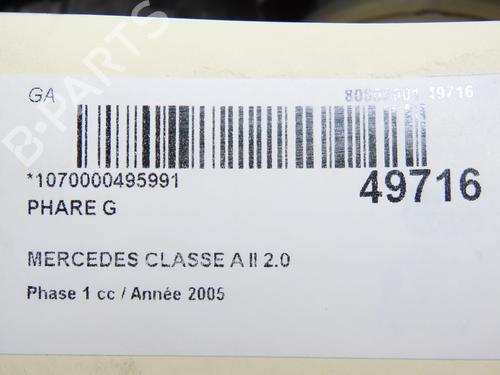 B-PARTS
GA
49716
*1070000495991
49716
PHARE G
MERCEDES CLASSE A II 2.0
Phase 1 cc / Année 2005